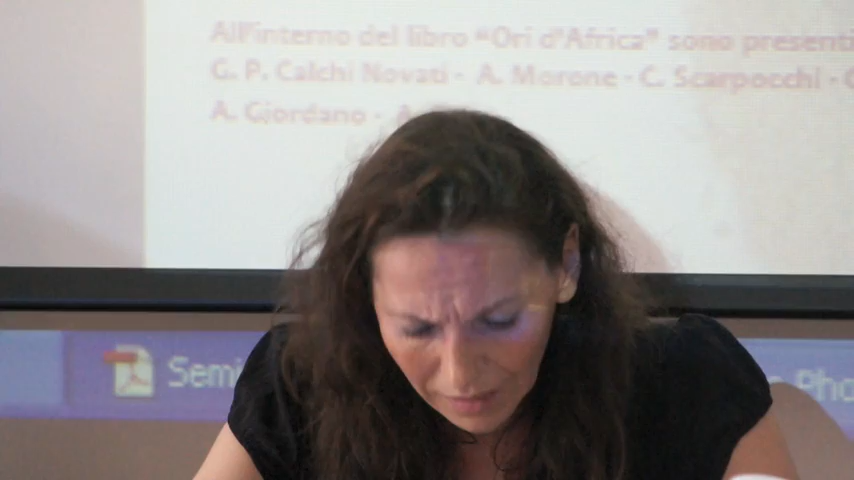 All'interno del libro "Ori d'Africa" sono presenti
G. P. Calchi Novati - A. Morone - C. Scarpocchi -
A. Giordano - A.
Semi
Pho